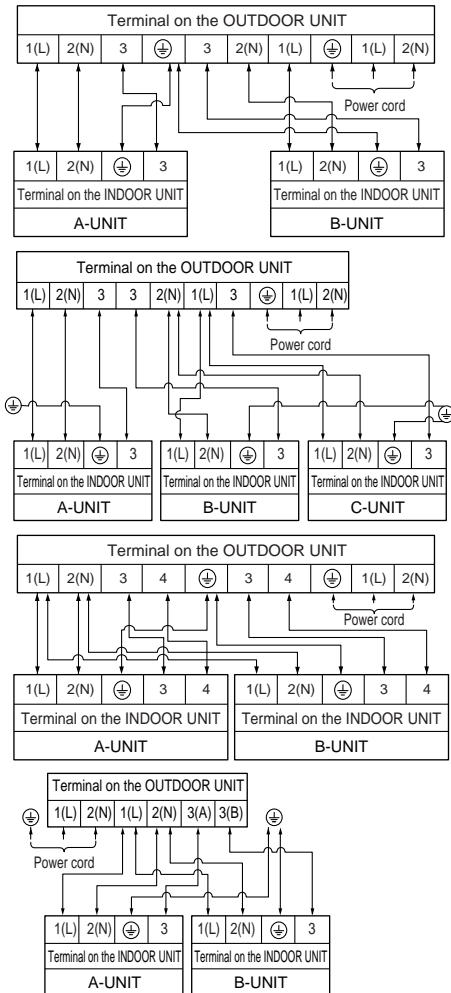 Terminal on the OUTDOOR UNIT
1(L) 2(N) 3 ⏚ 3 2(N) 1(L) ⏚ 1(L) 2(N)
Power cord
1(L) 2(N) ⏚ 3 1(L) 2(N) ⏚ 3
Terminal on the INDOOR UNIT Terminal on the INDOOR UNIT
A-UNIT B-UNIT
Terminal on the OUTDOOR UNIT
1(L) 2(N) 3 3 2(N) 1(L) 3 ⏚ 1(L) 2(N)
Power cord
⏚ ⏚
1(L) 2(N) ⏚ 3 1(L) 2(N) ⏚ 3 1(L) 2(N) ⏚ 3
Terminal on the INDOOR UNIT Terminal on the INDOOR UNIT Terminal on the INDOOR UNIT
A-UNIT B-UNIT C-UNIT
Terminal on the OUTDOOR UNIT
1(L) 2(N) 3 4 ⏚ 3 4 ⏚ 1(L) 2(N)
Power cord
1(L) 2(N) ⏚ 3 4 1(L) 2(N) ⏚ 3 4
Terminal on the INDOOR UNIT Terminal on the INDOOR UNIT
A-UNIT B-UNIT
Terminal on the OUTDOOR UNIT
⏚ 1(L) 2(N) 1(L) 2(N) 3(A) 3(B) ⏚
Power cord
1(L) 2(N) ⏚ 3 1(L) 2(N) ⏚ 3
Terminal on the INDOOR UNIT Terminal on the INDOOR UNIT
A-UNIT B-UNIT